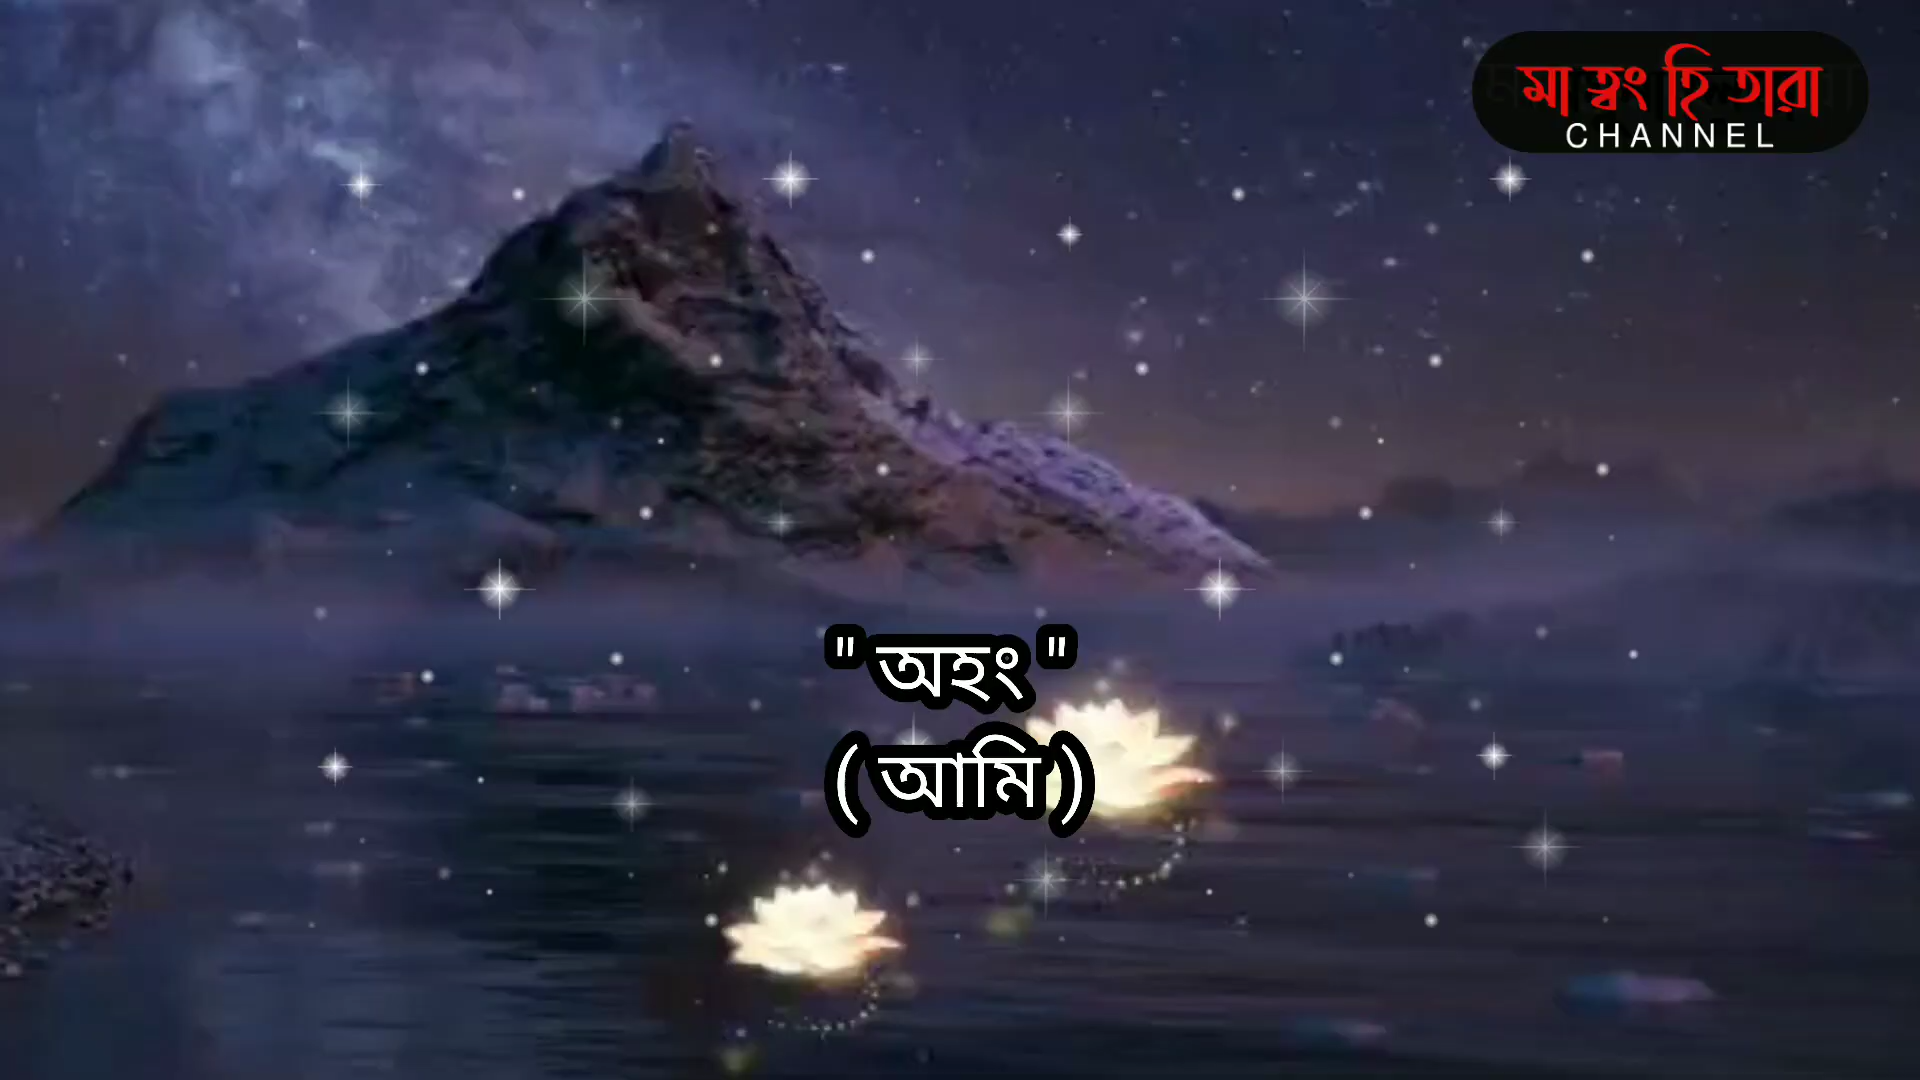 মা ত্বং হি তারা
CHANNEL
" অহং "
( আমি )